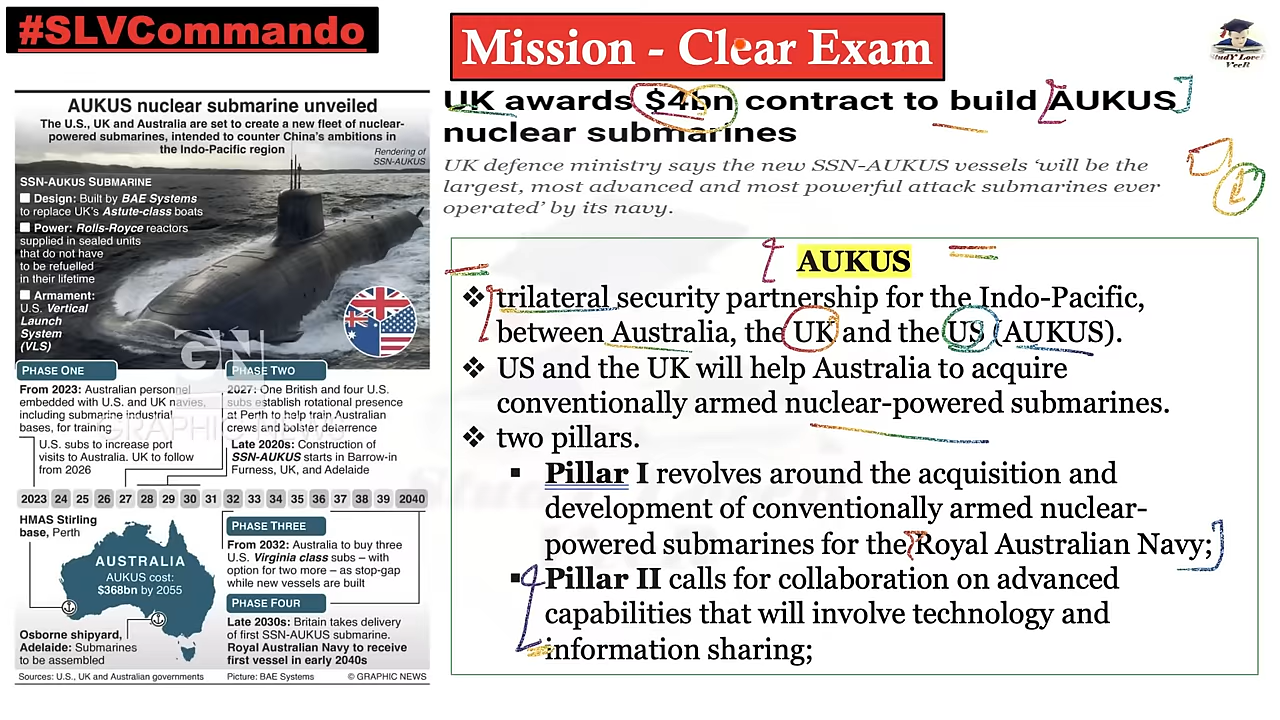 #SLVCommando
Mission - Clear Exam
StudY LoveR
VeeR
AUKUS nuclear submarine unveiled
The U.S., UK and Australia are set to create a new fleet of nuclear-
powered submarines, intended to counter China's ambitions in
the Indo-Pacific region
Rendering of
SSN-AUKUS
SSN-AUKUS SUBMARINE
Design: Built by BAE Systems
to replace UK's Astute-class boats
Power: Rolls-Royce reactors
supplied in sealed units
that do not have
to be refuelled
in their lifetime
Armament:
U.S. Vertical
Launch
System
(VLS)
GN
GRAPHIC NEWS
PHASE ONE
From 2023: Australian personnel
embedded with U.S. and UK navies,
including submarine industrial
bases, for training
U.S. subs to increase port
visits to Australia. UK to follow
from 2026
PHASE TWO
2027: One British and four U.S.
subs establish rotational presence
at Perth to help train Australian
crews and bolster deterrence
Late 2020s: Construction of
SSN-AUKUS starts in Barrow-in
Furness, UK, and Adelaide
2023 24 25 26 27 28 29 30 31 32 33 34 35 36 37 38 39 2040
HMAS Stirling
base, Perth
AUSTRALIA
AUKUS cost:
$368bn by 2055
Osborne shipyard,
Adelaide: Submarines
to be assembled
PHASE THREE
From 2032: Australia to buy three
U.S. Virginia class subs – with
option for two more – as stop-gap
while new vessels are built
PHASE FOUR
Late 2030s: Britain takes delivery
of first SSN-AUKUS submarine.
Royal Australian Navy to receive
first vessel in early 2040s
Sources: U.S., UK and Australian governments
Picture: BAE Systems
© GRAPHIC NEWS
UK awards $4bn contract to build AUKUS
nuclear submarines
UK defence ministry says the new SSN-AUKUS vessels 'will be the
largest, most advanced and most powerful attack submarines ever
operated' by its navy.
AUKUS
❖ trilateral security partnership for the Indo-Pacific,
between Australia, the UK and the US (AUKUS).
❖ US and the UK will help Australia to acquire
conventionally armed nuclear-powered submarines.
❖ two pillars.
▪ Pillar I revolves around the acquisition and
development of conventionally armed nuclear-
powered submarines for the Royal Australian Navy;
▪ Pillar II calls for collaboration on advanced
capabilities that will involve technology and
information sharing;